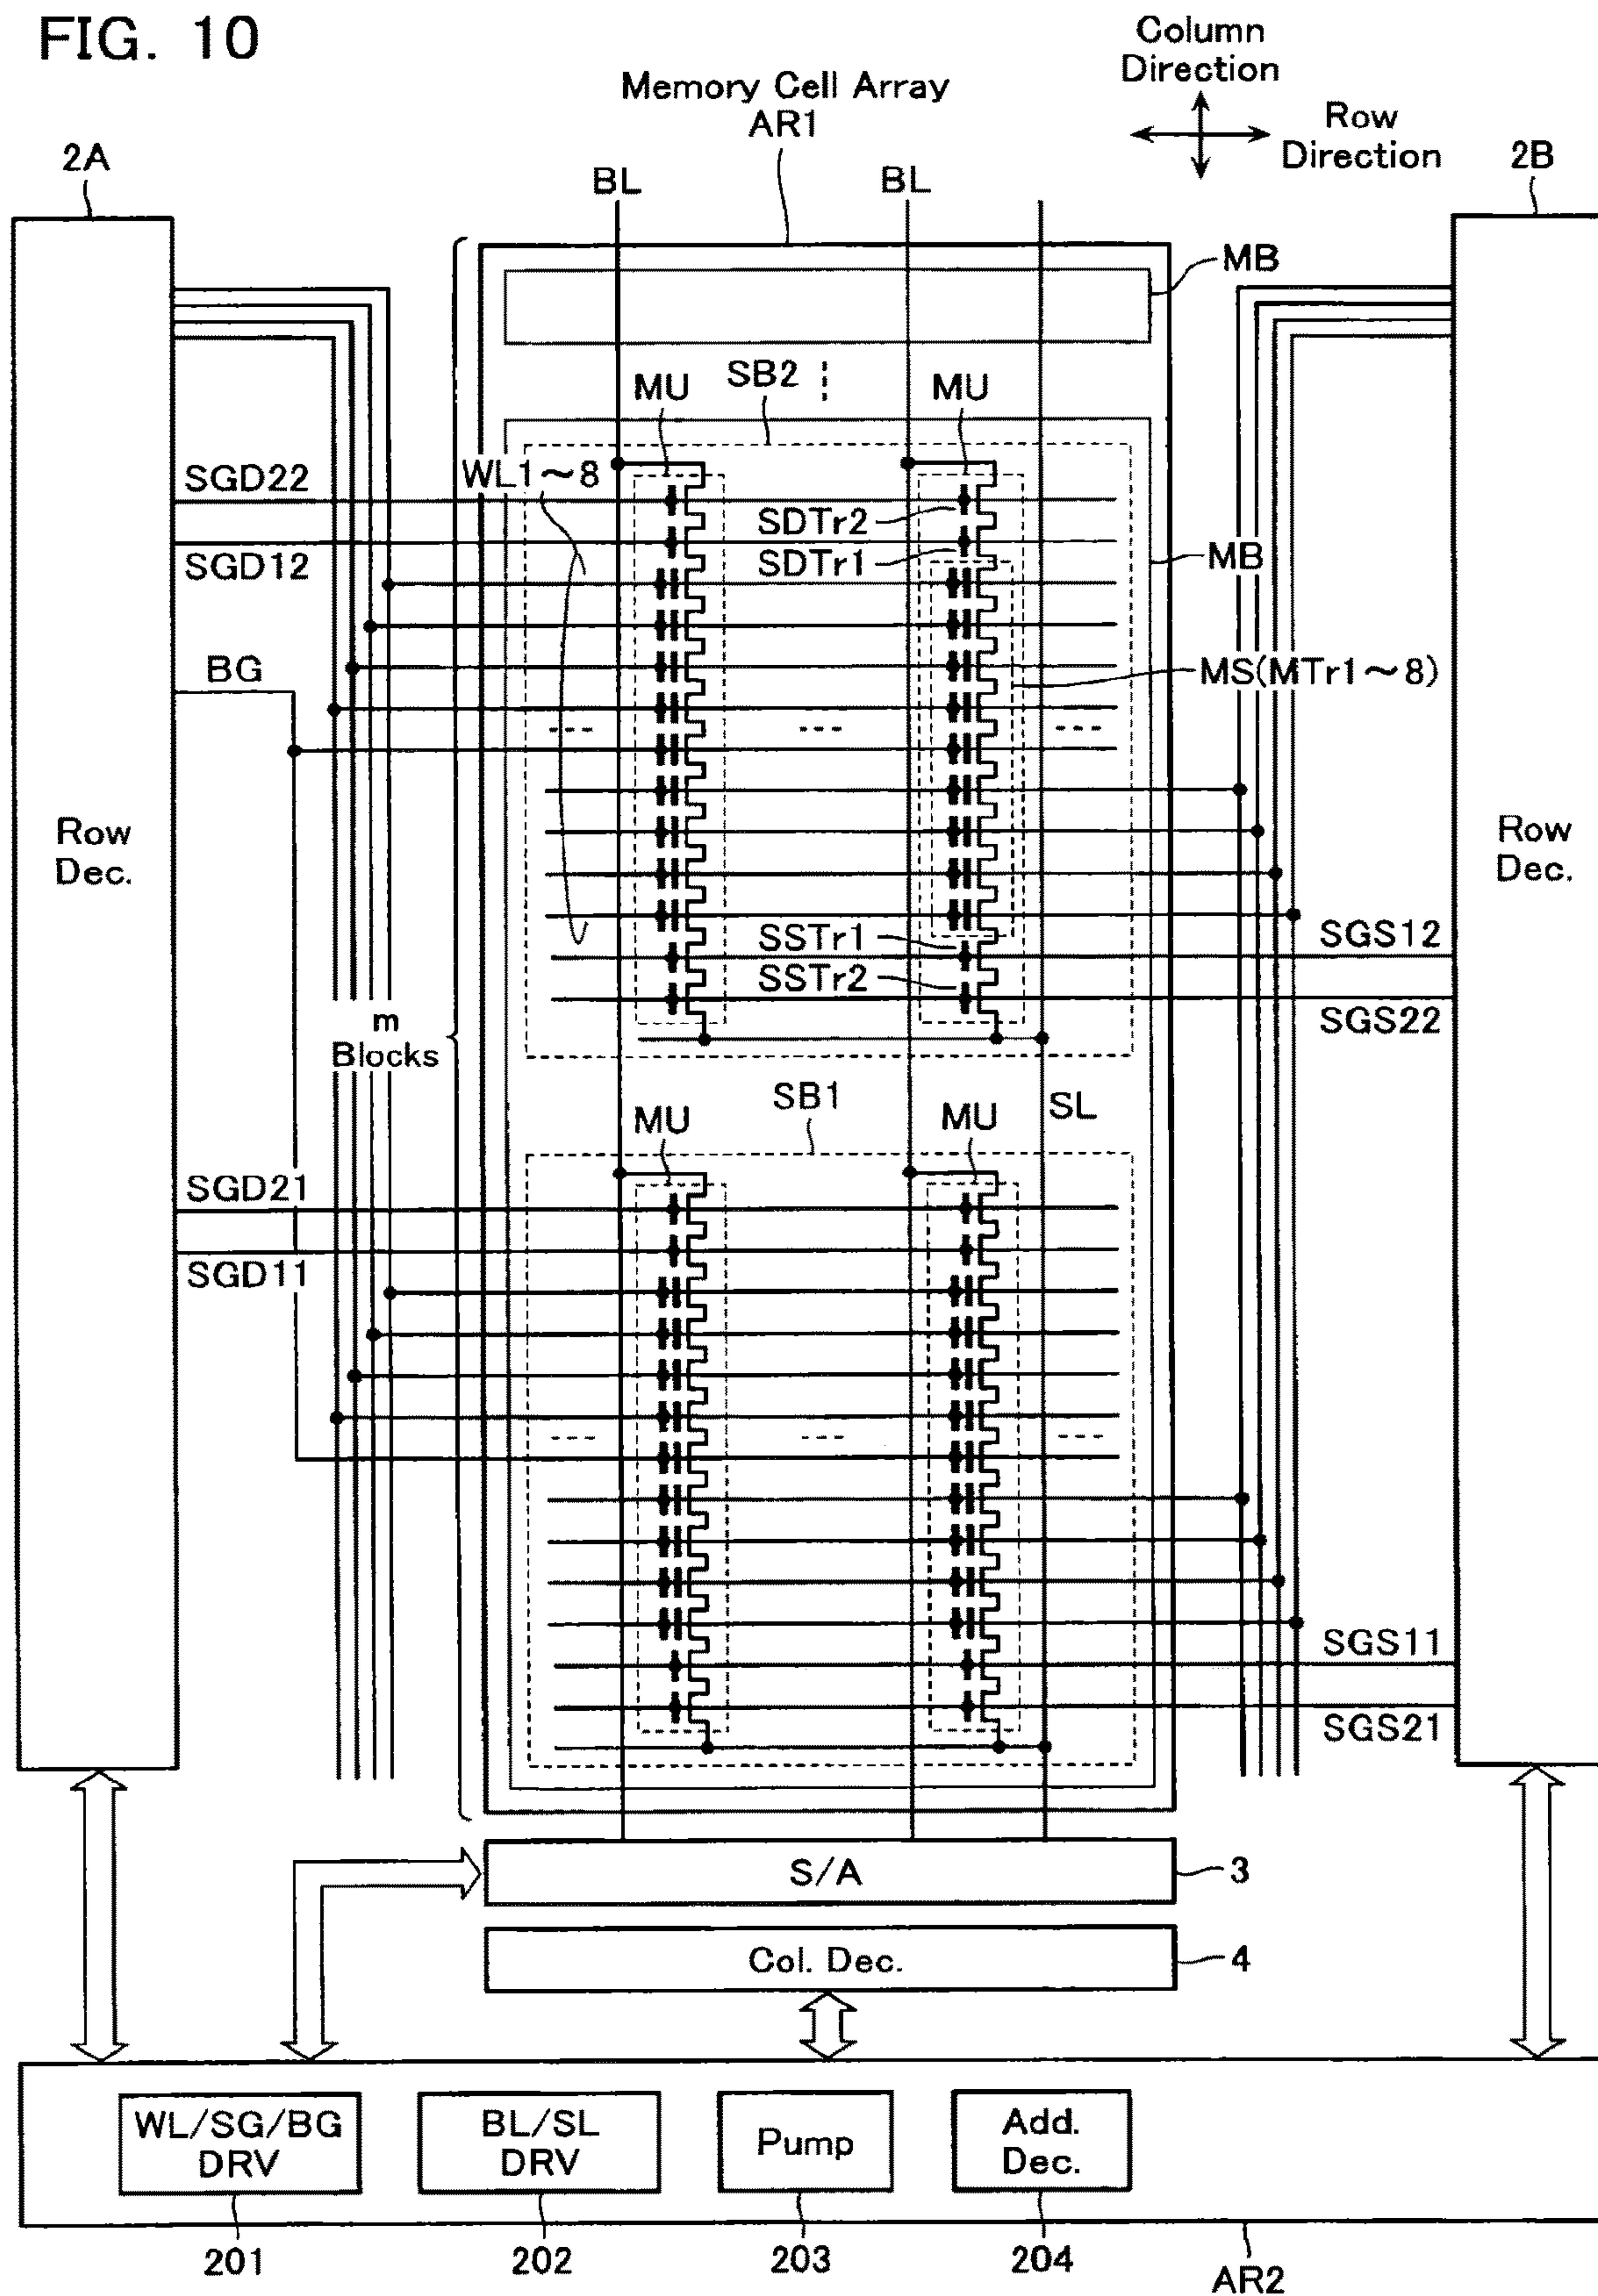 FIG. 10
Column
Direction
Row
Direction
Memory Cell Array
AR1
2A
2B
BL
BL
MB
SB2
MU
MU
WL1~8
SGD22
SDTr2
SGD12
SDTr1
MB
BG
MS(MTr1~8)
Row
Dec.
Row
Dec.
SSTr1
SGS12
SSTr2
SGS22
m
Blocks
SB1
SL
MU
MU
SGD21
SGD11
SGS11
SGS21
S/A
3
Col. Dec.
4
WL/SG/BG
DRV
BL/SL
DRV
Pump
Add.
Dec.
201
202
203
204
AR2